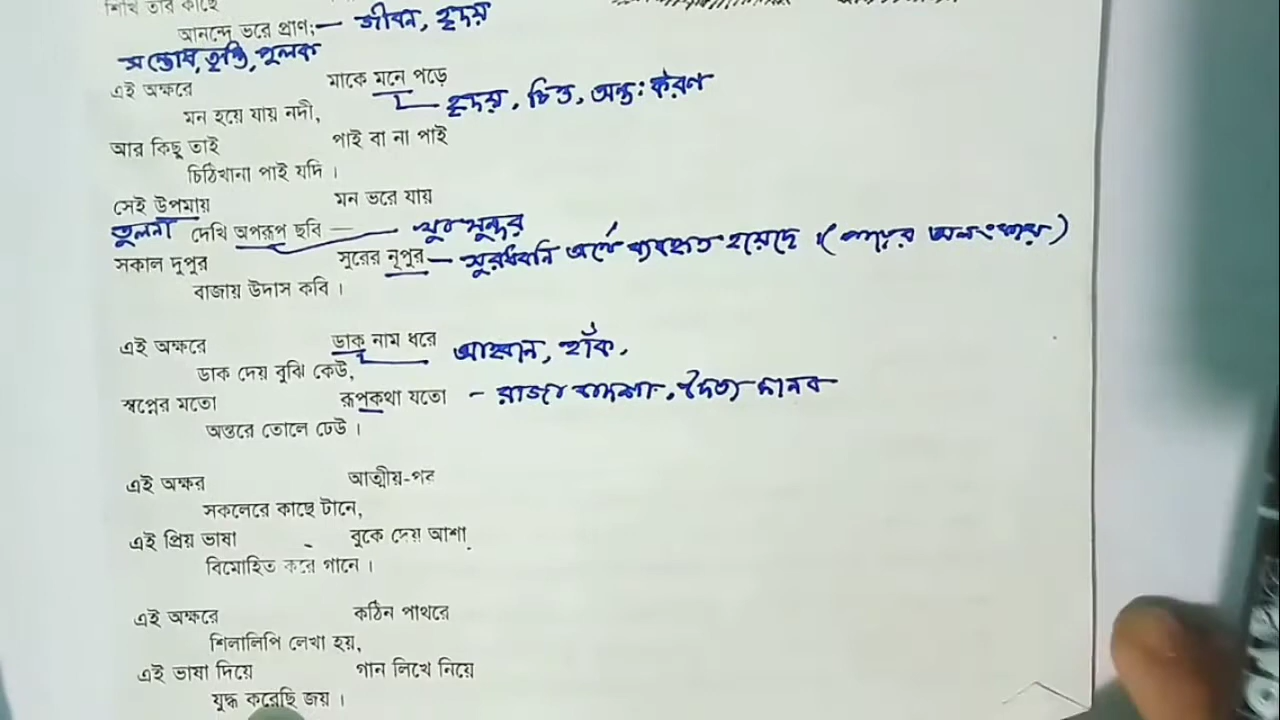 শিখি তার কাছে
আনন্দে ভরে প্রাণ;— জীবন, হৃদয়
সন্তোষ, তৃপ্তি, পুলক
এই অক্ষরে মাকে মনে পড়ে
মন হয়ে যায় নদী, হৃদয়, চিত্ত, অন্তঃকরণ
আর কিছু তাই পাই বা না পাই
চিঠিখানা পাই যদি।
সেই উপমায় মন ভরে যায়
তুলনা দেখি অপরূপ ছবি — খুব সুন্দর
সকাল দুপুর সুরের নূপুর — সুরধ্বনি অর্থে ব্যবহৃত হয়েছে। (পায়ের অলংকার)
বাজায় উদাস কবি।
এই অক্ষরে ডাক নাম ধরে আহ্বান, হাঁক,
ডাক দেয় বুঝি কেউ,
স্বপ্নের মতো রূপকথা যতো - রাজা বাদশা, দৈত্য দানব
অন্তরে তোলে ঢেউ।
এই অক্ষর আত্মীয়-পর
সকলেরে কাছে টানে,
এই প্রিয় ভাষা বুকে দেয় আশা
বিমোহিত করে গানে।
এই অক্ষরে কঠিন পাথরে
শিলালিপি লেখা হয়,
এই ভাষা দিয়ে গান লিখে নিয়ে
যুদ্ধ করেছি জয়।